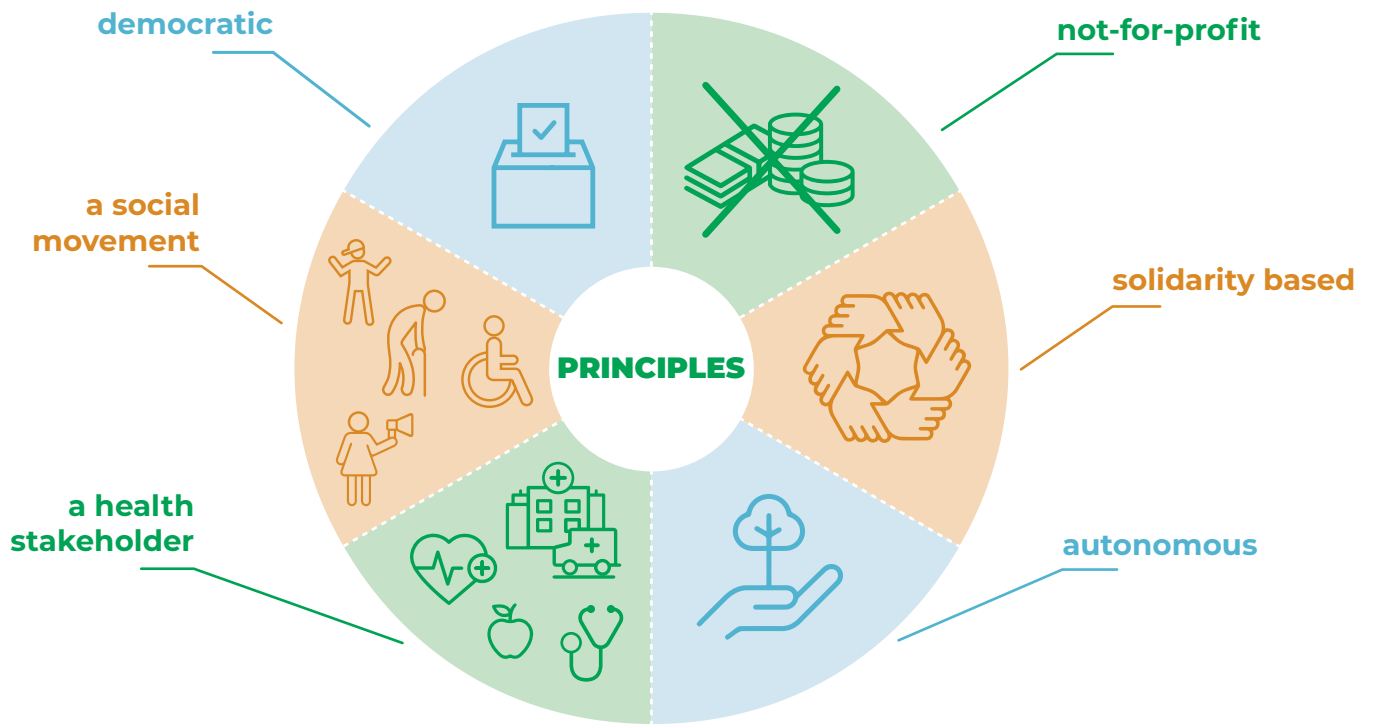 democratic
not-for-profit
a social
movement
solidarity based
PRINCIPLES
a health
stakeholder
autonomous